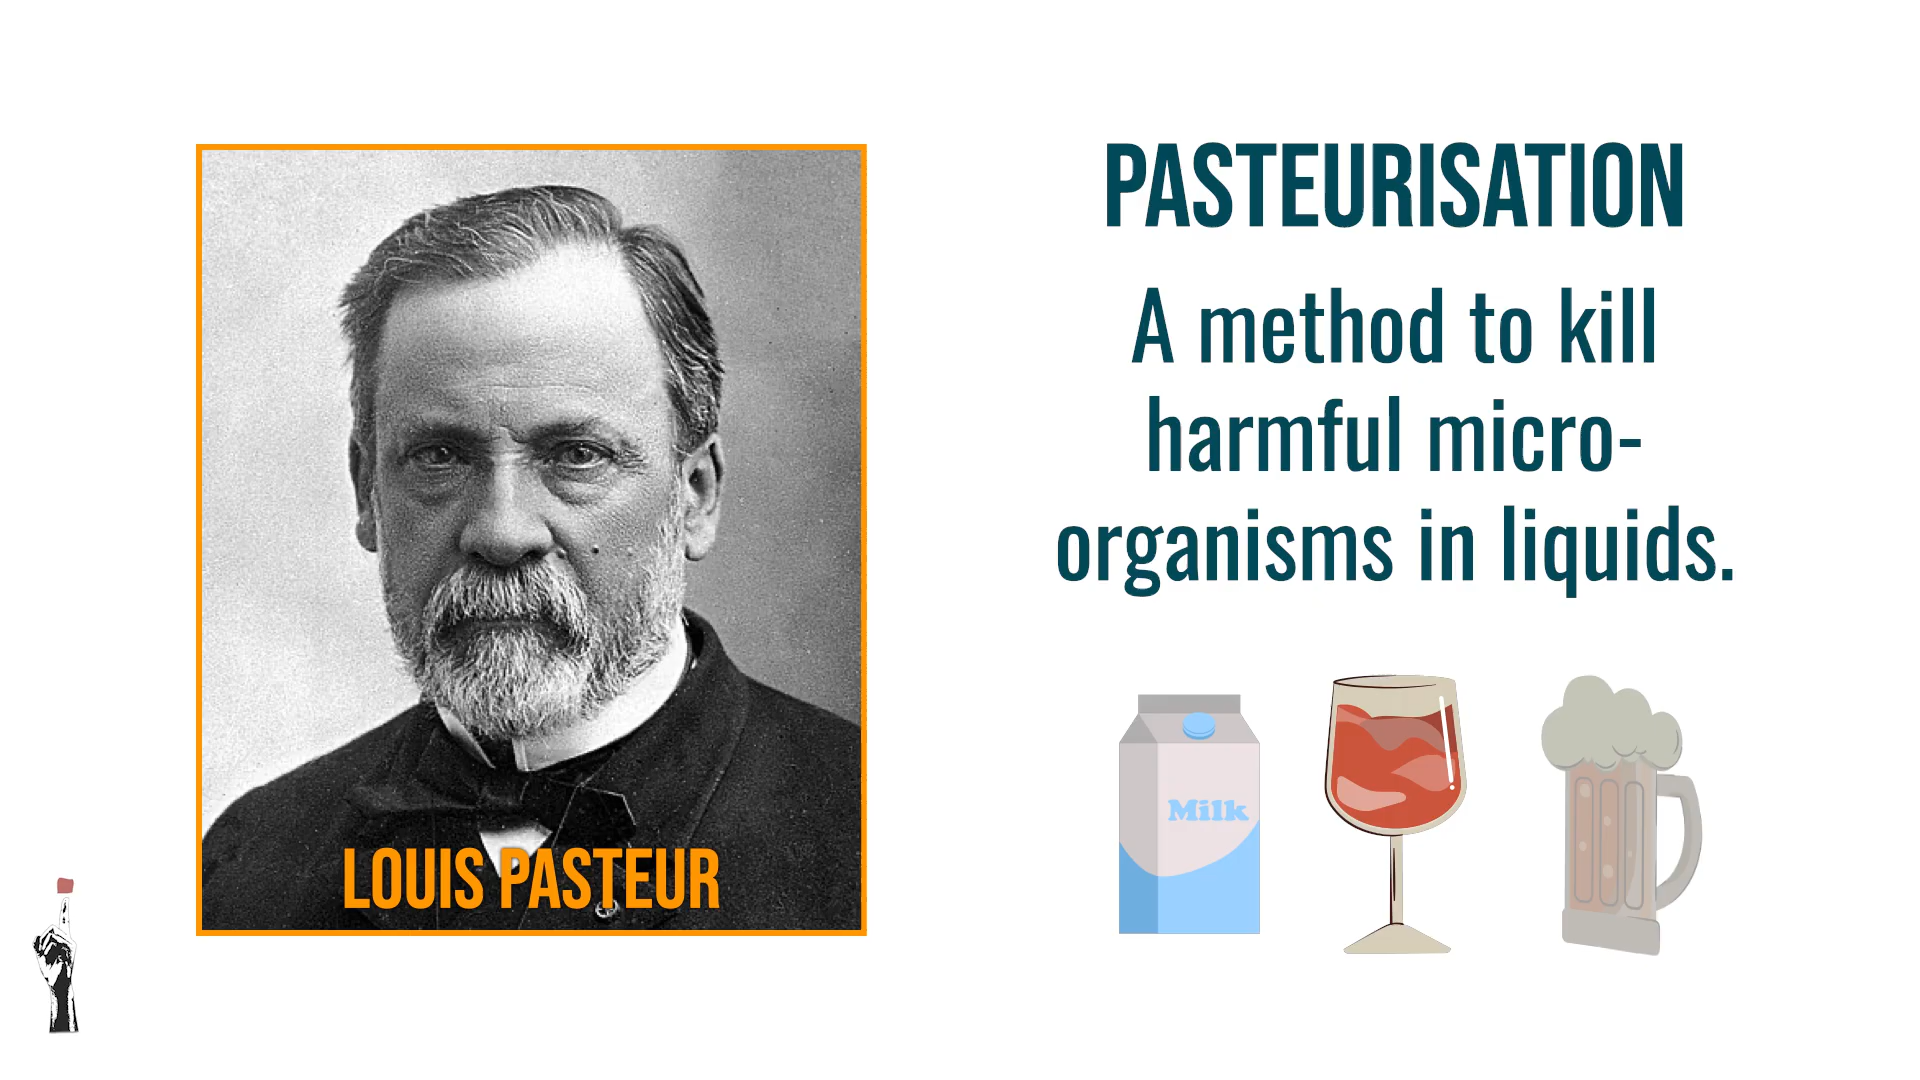 LOUIS PASTEUR
PASTEURISATION
A method to kill
harmful micro-
organisms in liquids.
Milk